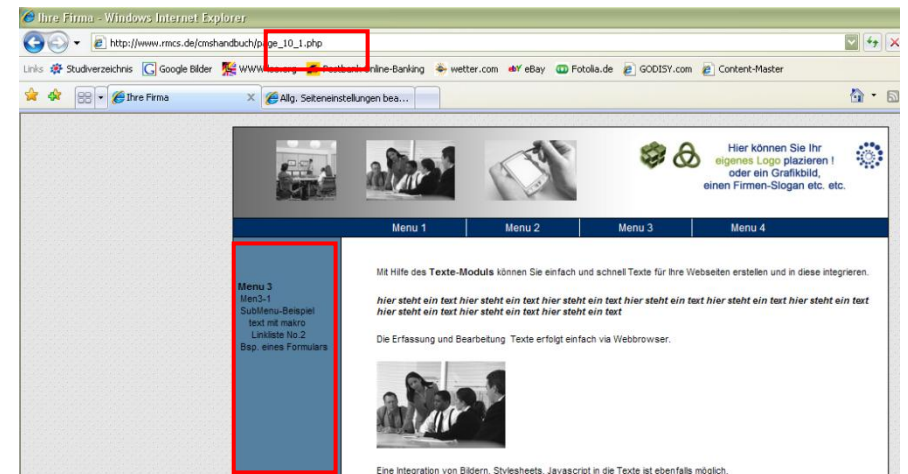 Ihre Firma - Windows Internet Explorer
http://www.rmcs.de/cmshandbuch/page_10_1.php
Links Studiverzeichnis Google Bilder WWW online-Banking wetter.com eBay Fotolia.de GODISY.com Content-Master
Ihre Firma Allg. Seiteneinstellungen bea...
Hier können Sie Ihr
eigenes Logo plazieren !
oder ein Grafikbild,
einen Firmen-Slogan etc. etc.
Menu 1 Menu 2 Menu 3 Menu 4
Menu 3
Men3-1
SubMenu-Beispiel
text mit makro
Linkliste No.2
Bsp. eines Formulars
Mit Hilfe des Texte-Moduls können Sie einfach und schnell Texte für Ihre Webseiten erstellen und in diese integrieren.
hier steht ein text hier steht ein text hier steht ein text hier steht ein text hier steht ein text hier steht ein text
hier steht ein text hier steht ein text hier steht ein text
Die Erfassung und Bearbeitung Texte erfolgt einfach via Webbrowser.
Eine Integration von Bildern, Stylesheets, Javascript in die Texte ist ebenfalls möglich.